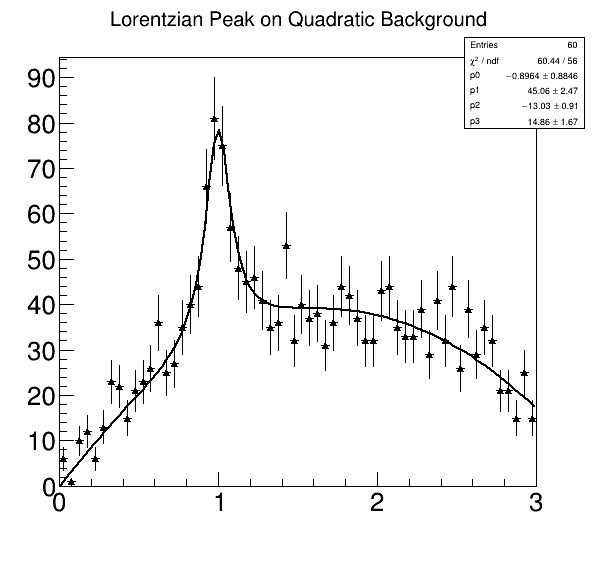 Lorentzian Peak on Quadratic Background
Entries 60
χ² / ndf 60.44 / 56
p0 −0.8964 ± 0.8846
p1 45.06 ± 2.47
p2 −13.03 ± 0.91
p3 14.86 ± 1.67
90
80
70
60
50
40
30
20
10
0
0 1 2 3